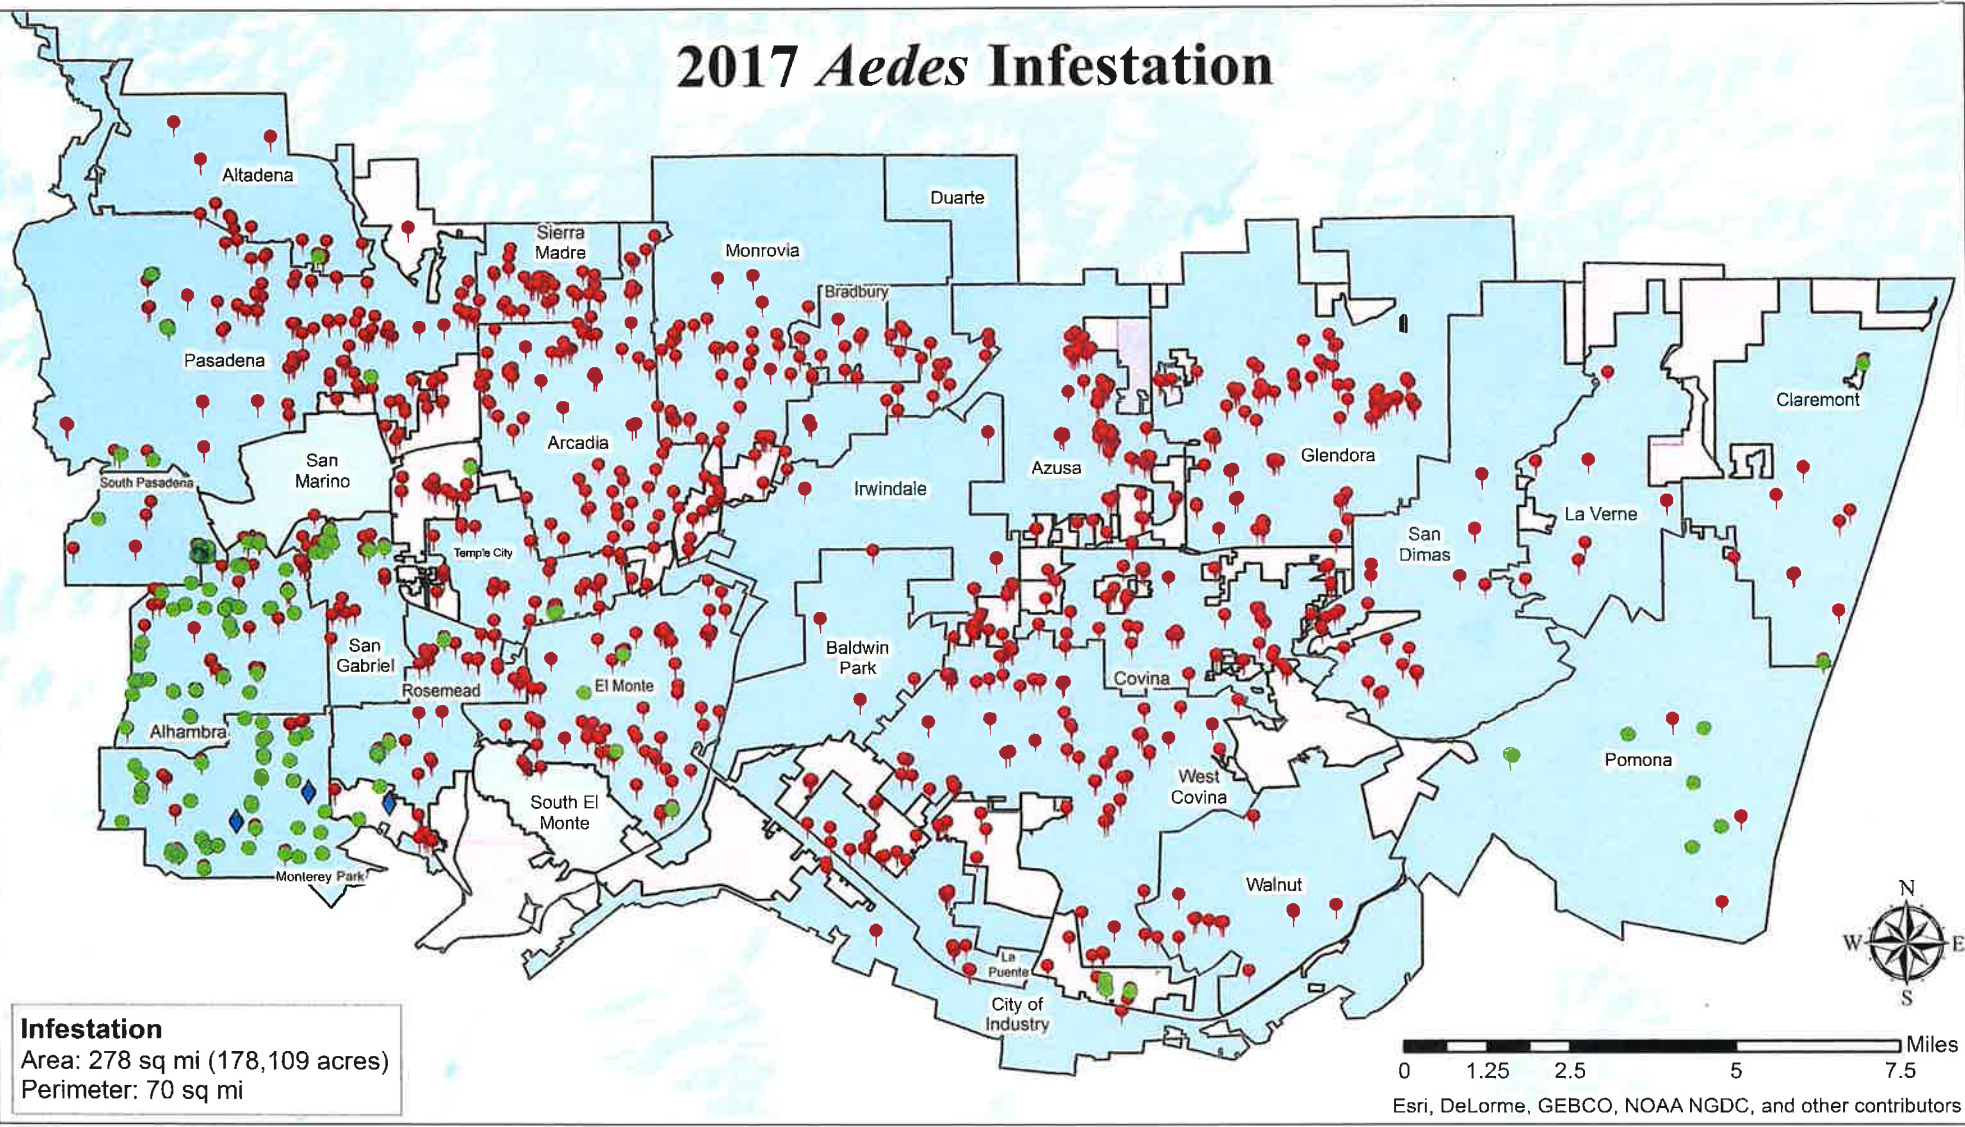 2017 Aedes Infestation
Altadena
Duarte
Sierra
Madre
Monrovia
Bradbury
Pasadena
Claremont
Arcadia
San
Marino
Glendora
Azusa
South Pasadena
Irwindale
La Verne
San
Dimas
Temple City
San
Gabriel
Baldwin
Park
Covina
Rosemead
El Monte
Alhambra
Pomona
West
Covina
South El
Monte
Monterey Park
Walnut
La
Puente
City of
Industry
N
W
E
S
Infestation
Area: 278 sq mi (178,109 acres)
Perimeter: 70 sq mi
Miles
0 1.25 2.5 5 7.5
Esri, DeLorme, GEBCO, NOAA NGDC, and other contributors